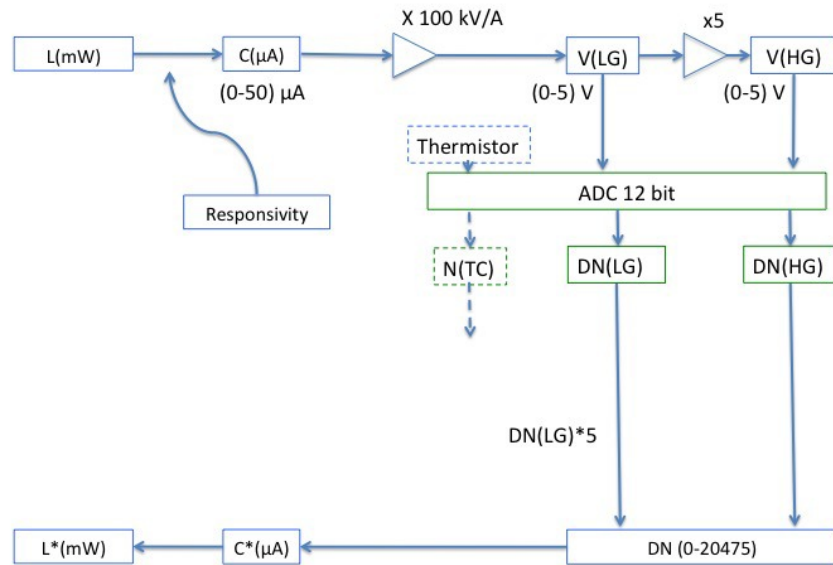 X 100 kV/A
x5
L(mW)
C(µA)
V(LG)
V(HG)
(0-50) µA
(0-5) V
(0-5) V
Thermistor
ADC 12 bit
Responsivity
N(TC)
DN(LG)
DN(HG)
DN(LG)*5
L*(mW)
C*(µA)
DN (0-20475)